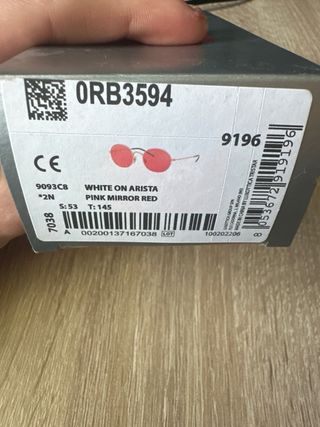 0RB3594
9196
CE
9093C8 WHITE ON ARISTA
*2N PINK MIRROR RED
S: 53 T: 145
7038
A
00200137167038 LOT 100202206
8 053672 919196